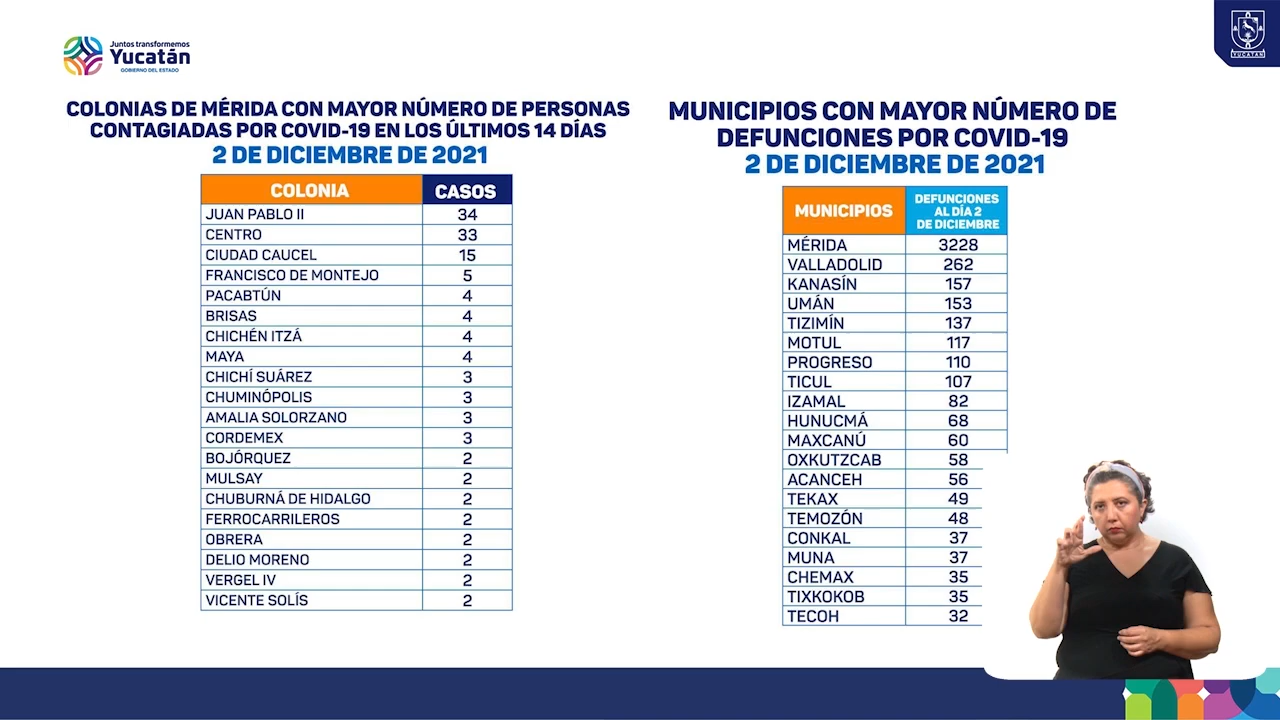 Juntos transformemos
Yucatán
GOBIERNO DEL ESTADO
YUCATÁN
COLONIAS DE MÉRIDA CON MAYOR NÚMERO DE PERSONAS
CONTAGIADAS POR COVID-19 EN LOS ÚLTIMOS 14 DÍAS
2 DE DICIEMBRE DE 2021
COLONIA CASOS
JUAN PABLO II 34
CENTRO 33
CIUDAD CAUCEL 15
FRANCISCO DE MONTEJO 5
PACABTÚN 4
BRISAS 4
CHICHÉN ITZÁ 4
MAYA 4
CHICHÍ SUÁREZ 3
CHUMINÓPOLIS 3
AMALIA SOLORZANO 3
CORDEMEX 3
BOJÓRQUEZ 2
MULSAY 2
CHUBURNÁ DE HIDALGO 2
FERROCARRILEROS 2
OBRERA 2
DELIO MORENO 2
VERGEL IV 2
VICENTE SOLÍS 2
MUNICIPIOS CON MAYOR NÚMERO DE
DEFUNCIONES POR COVID-19
2 DE DICIEMBRE DE 2021
MUNICIPIOS
DEFUNCIONES
AL DÍA 2
DE DICIEMBRE
MÉRIDA 3228
VALLADOLID 262
KANASÍN 157
UMÁN 153
TIZIMÍN 137
MOTUL 117
PROGRESO 110
TICUL 107
IZAMAL 82
HUNUCMÁ 68
MAXCANÚ 60
OXKUTZCAB 58
ACANCEH 56
TEKAX 49
TEMOZÓN 48
CONKAL 37
MUNA 37
CHEMAX 35
TIXKOKOB 35
TECOH 32